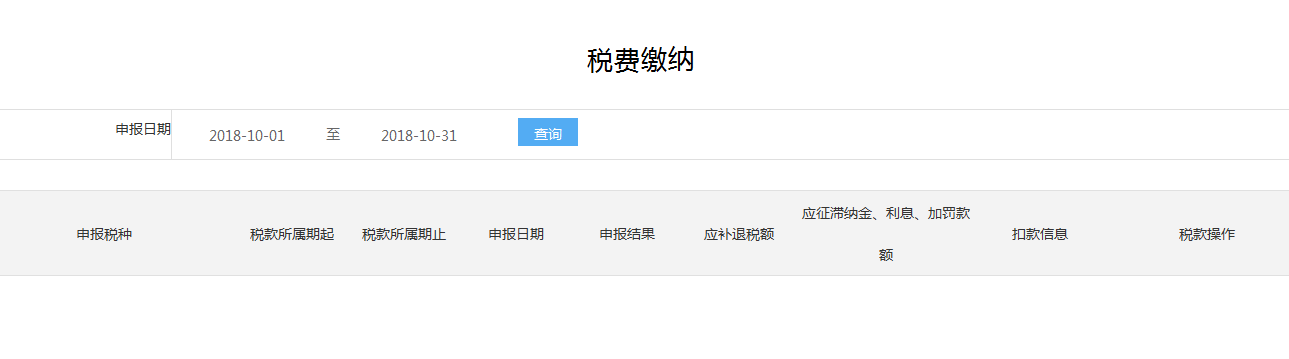 税费缴纳
申报日期 2018-10-01 至 2018-10-31 查询
申报税种 税款所属期起 税款所属期止 申报日期 申报结果 应补退税额 应征滞纳金、利息、加罚款额 扣款信息 税款操作